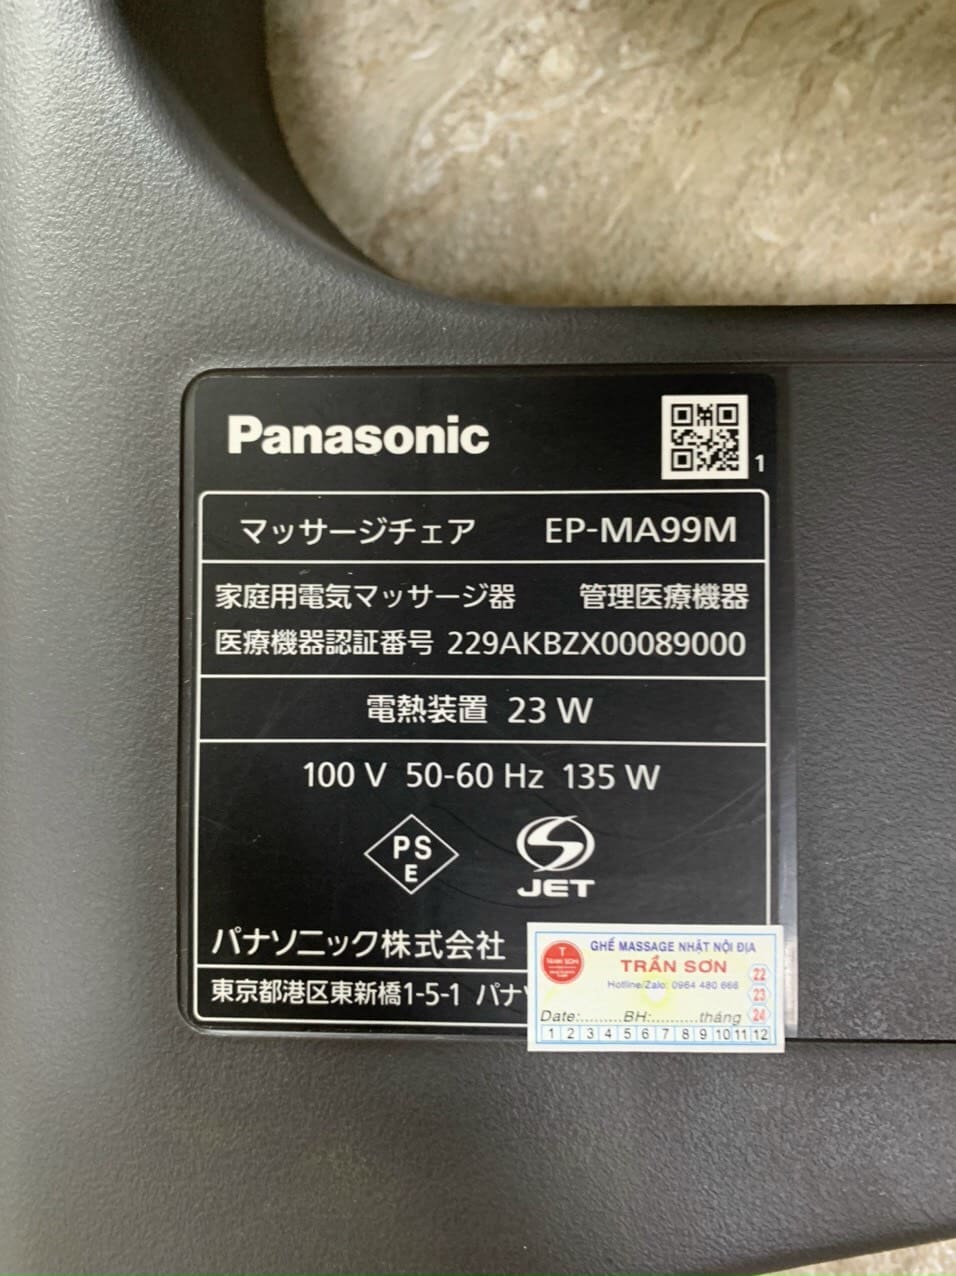 Panasonic
1
マッサージチェア EP-MA99M
家庭用電気マッサージ器 管理医療機器
医療機器認証番号 229AKBZX00089000
電熱装置 23 W
100 V 50-60 Hz 135 W
PS
E
JET
パナソニック株式会社
東京都港区東新橋1-5-1 パナ
GHẾ MASSAGE NHẬT NỘI ĐỊA
T
TRẦN SƠN
TRẦN SƠN
Hotline/Zalo: 0964 480 666
22
23
24
Date:.........BH:..........tháng
1 2 3 4 5 6 7 8 9 10 11 12